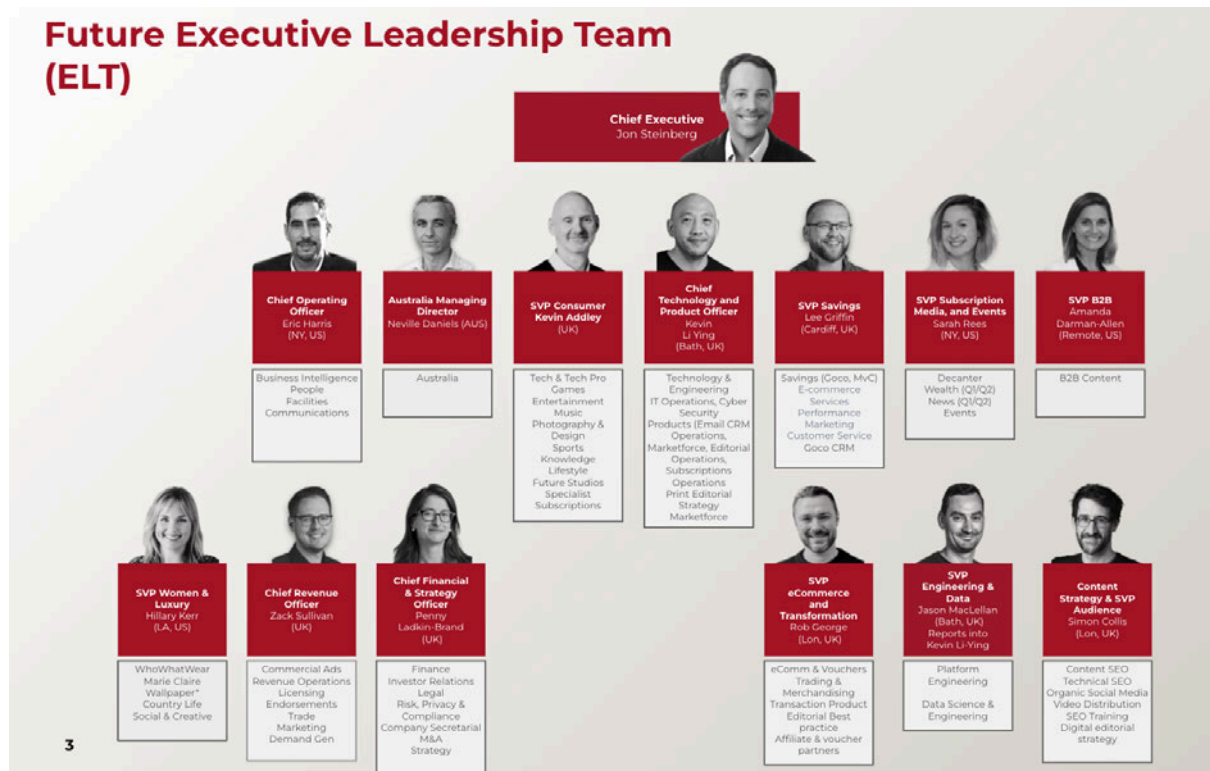 Future Executive Leadership Team
(ELT)
Chief Executive
Jon Steinberg
Chief Operating
Officer
Eric Harris
(NY, US)
Business Intelligence
People
Facilities
Communications
Australia Managing
Director
Neville Daniels (AUS)
Australia
SVP Consumer
Kevin Addley
(UK)
Tech & Tech Pro
Games
Entertainment
Music
Photography &
Design
Sports
Knowledge
Lifestyle
Future Studios
Specialist
Subscriptions
Chief
Technology and
Product Officer
Kevin
Li Ying
(Bath, UK)
Technology &
Engineering
IT Operations, Cyber
Security
Products (Email CRM
Operations,
Marketforce, Editorial
Operations,
Subscriptions
Operations
Print Editorial
Strategy
Marketforce
SVP Savings
Lee Griffin
(Cardiff, UK)
Savings (Goco, MvC)
E-commerce
Services
Performance
Marketing
Customer Service
Goco CRM
SVP Subscription
Media, and Events
Sarah Rees
(NY, US)
Decanter
Wealth (Q1/Q2)
News (Q1/Q2)
Events
SVP B2B
Amanda
Darman-Allen
(Remote, US)
B2B Content
SVP Women &
Luxury
Hillary Kerr
(LA, US)
WhoWhatWear
Marie Claire
Wallpaper*
Country Life
Social & Creative
Chief Revenue
Officer
Zack Sullivan
(UK)
Commercial Ads
Revenue Operations
Licensing
Endorsements
Trade
Marketing
Demand Gen
Chief Financial
& Strategy
Officer
Penny
Ladkin-Brand
(UK)
Finance
Investor Relations
Legal
Risk, Privacy &
Compliance
Company Secretarial
M&A
Strategy
SVP
eCommerce
and
Transformation
Rob George
(Lon, UK)
eComm & Vouchers
Trading &
Merchandising
Transaction Product
Editorial Best
practice
Affiliate & voucher
partners
SVP
Engineering &
Data
Jason MacLellan
(Bath, UK)
Reports into
Kevin Li-Ying
Platform
Engineering
Data Science &
Engineering
Content
Strategy & SVP
Audience
Simon Collis
(Lon, UK)
Content SEO
Technical SEO
Organic Social Media
Video Distribution
SEO Training
Digital editorial
strategy
3